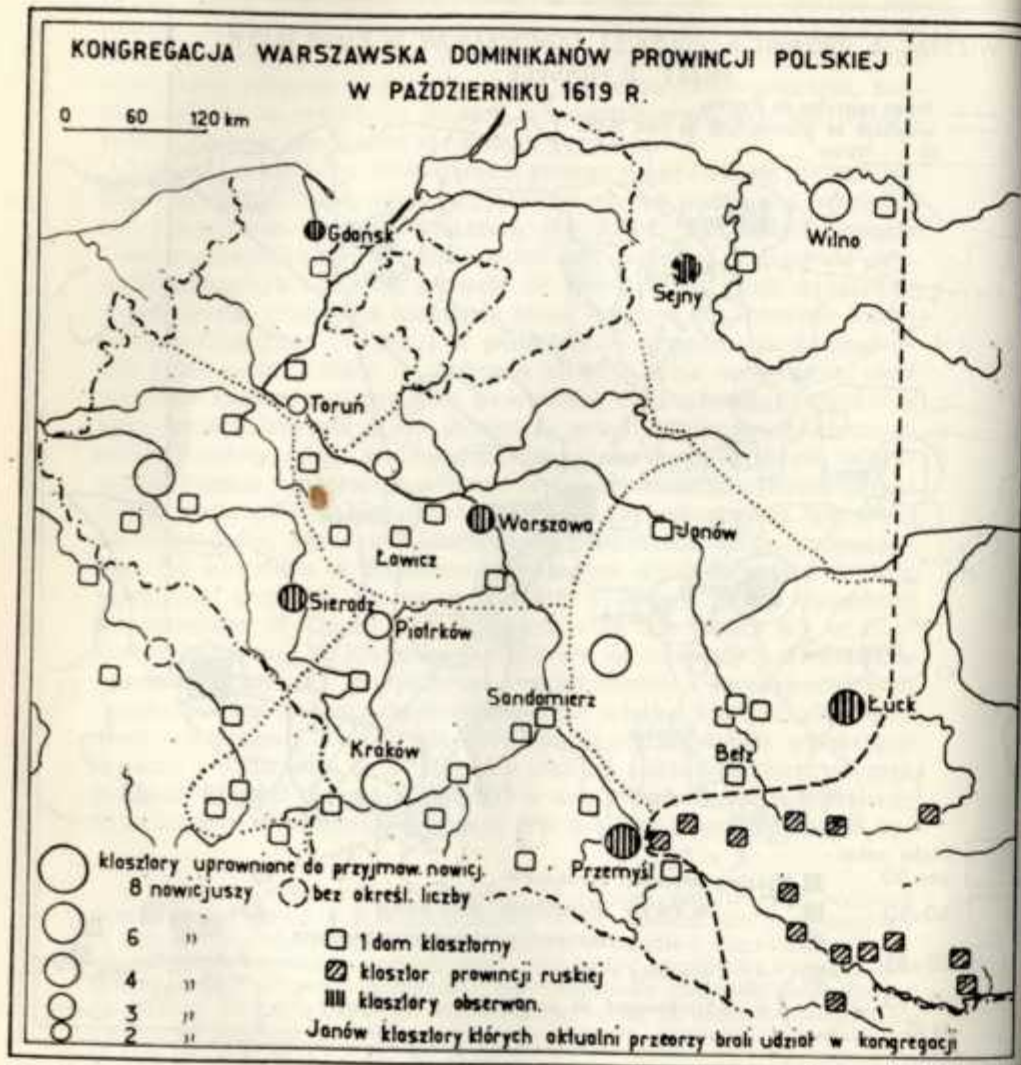 KONGREGACJA WARSZAWSKA DOMINIKANÓW PROWINCJI POLSKIEJ
W PAŹDZIERNIKU 1619 R.
0 60 120 km
Wilno
Gdańsk
Sejny
Toruń
Warszawa
Janów
Łowicz
Sieradz
Piotrków
Sandomierz
Łuck
Kraków
Bełz
Przemyśl
klasztory uprawnione do przyjmow. nowicj.
8 nowicjuszy bez określ. liczby
6 "
4 "
3 "
2 "
1 dom klasztorny
klasztor prowincji ruskiej
klasztory obserwan.
Janów klasztory których aktualni przeorzy brali udział w kongregacji